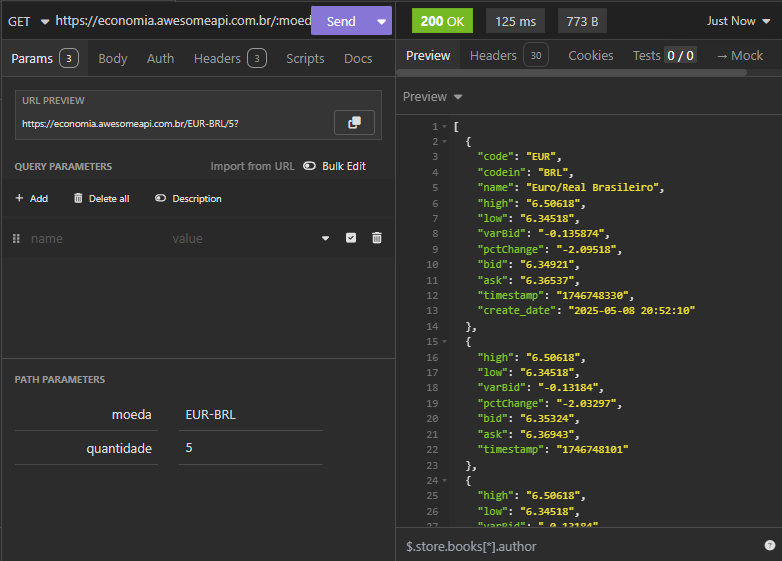 GET https://economia.awesomeapi.com.br/:moed Send
Params 3 Body Auth Headers 3 Scripts Docs
URL PREVIEW
https://economia.awesomeapi.com.br/EUR-BRL/5?
QUERY PARAMETERS Import from URL Bulk Edit
+ Add Delete all Description
name value
PATH PARAMETERS
moeda EUR-BRL
quantidade 5
200 OK 125 ms 773 B Just Now
Preview Headers 30 Cookies Tests 0 / 0 → Mock
Preview
1 [
2 {
3 "code": "EUR",
4 "codein": "BRL",
5 "name": "Euro/Real Brasileiro",
6 "high": "6.50618",
7 "low": "6.34518",
8 "varBid": "-0.135874",
9 "pctChange": "-2.09518",
10 "bid": "6.34921",
11 "ask": "6.36537",
12 "timestamp": "1746748330",
13 "create_date": "2025-05-08 20:52:10"
14 },
15 {
16 "high": "6.50618",
17 "low": "6.34518",
18 "varBid": "-0.13184",
19 "pctChange": "-2.03297",
20 "bid": "6.35324",
21 "ask": "6.36943",
22 "timestamp": "1746748101"
23 },
24 {
25 "high": "6.50618",
26 "low": "6.34518",
27 "varBid": "-0.13184"
$.store.books[*].author ?